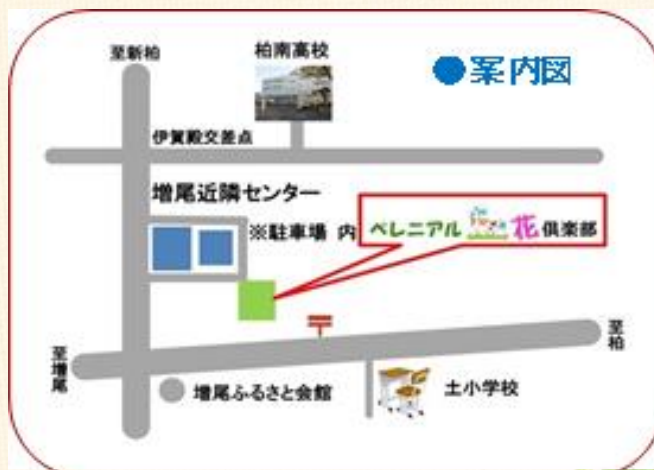 ●案内図
至新柏
柏南高校
伊賀殿交差点
増尾近隣センター
※駐車場 内
ペレニアル 花 倶楽部
〒
至柏
至増尾
増尾ふるさと会館
土小学校